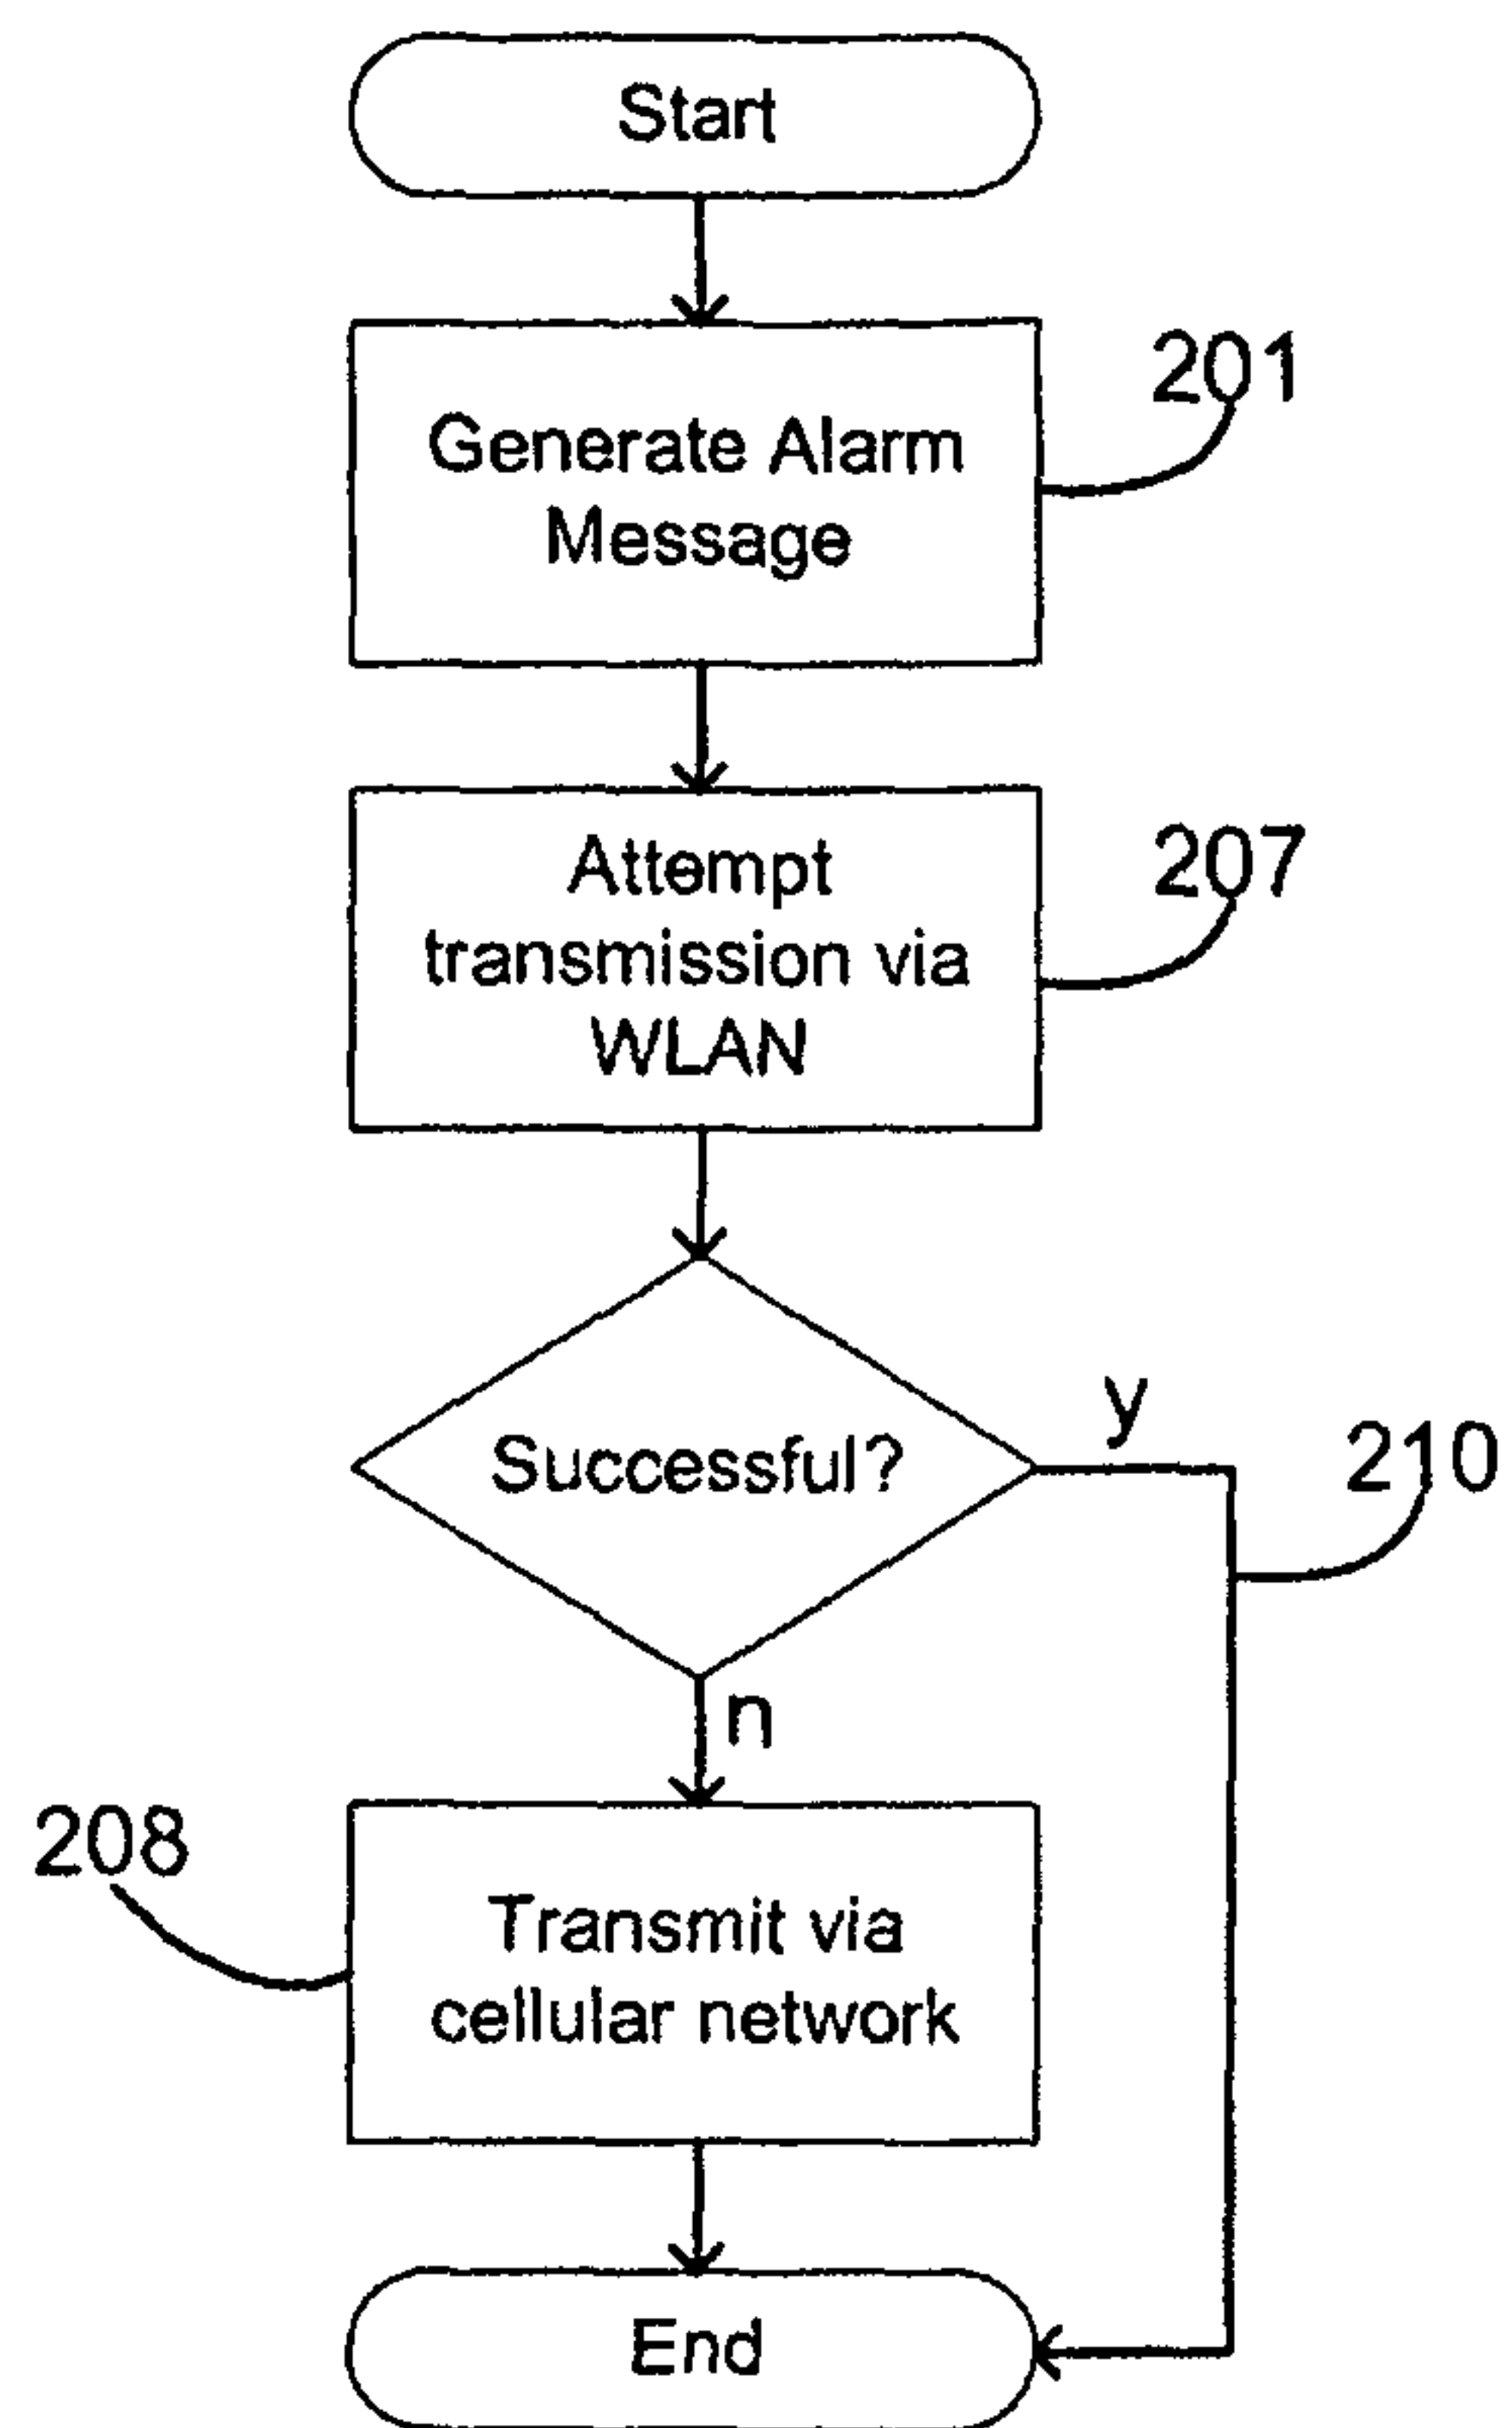 Start
Generate Alarm
Message
201
Attempt
transmission via
WLAN
207
Successful?
y
210
n
208
Transmit via
cellular network
End